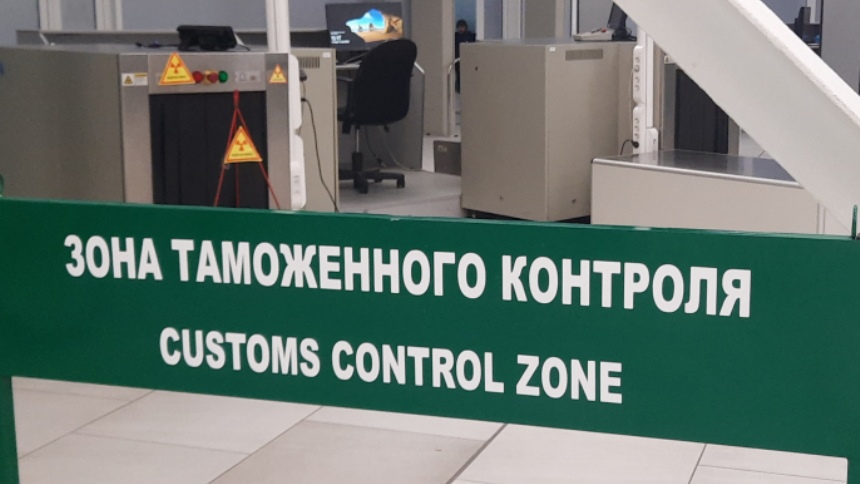 ЗОНА ТАМОЖЕННОГО КОНТРОЛЯ
CUSTOMS CONTROL ZONE